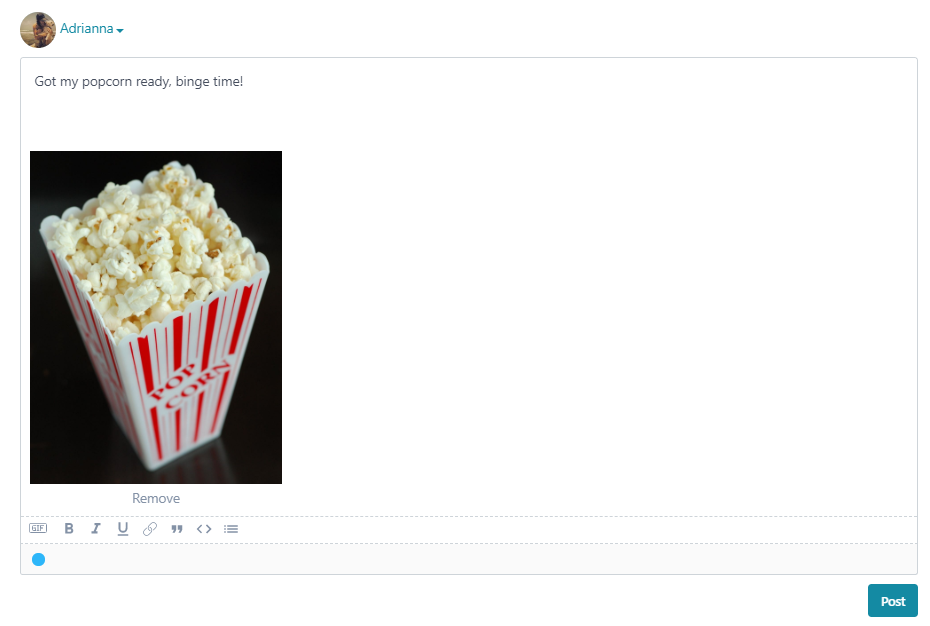 Adrianna
Got my popcorn ready, binge time!
POP
CORN
Remove
GIF B I U
Post